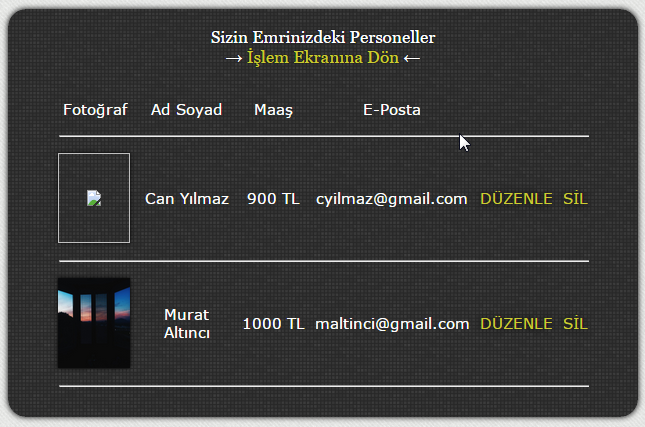 Sizin Emrinizdeki Personeller
→ İşlem Ekranına Dön ←
Fotoğraf Ad Soyad Maaş E-Posta
Can Yılmaz 900 TL cyilmaz@gmail.com DÜZENLE SİL
Murat
Altıncı 1000 TL maltinci@gmail.com DÜZENLE SİL